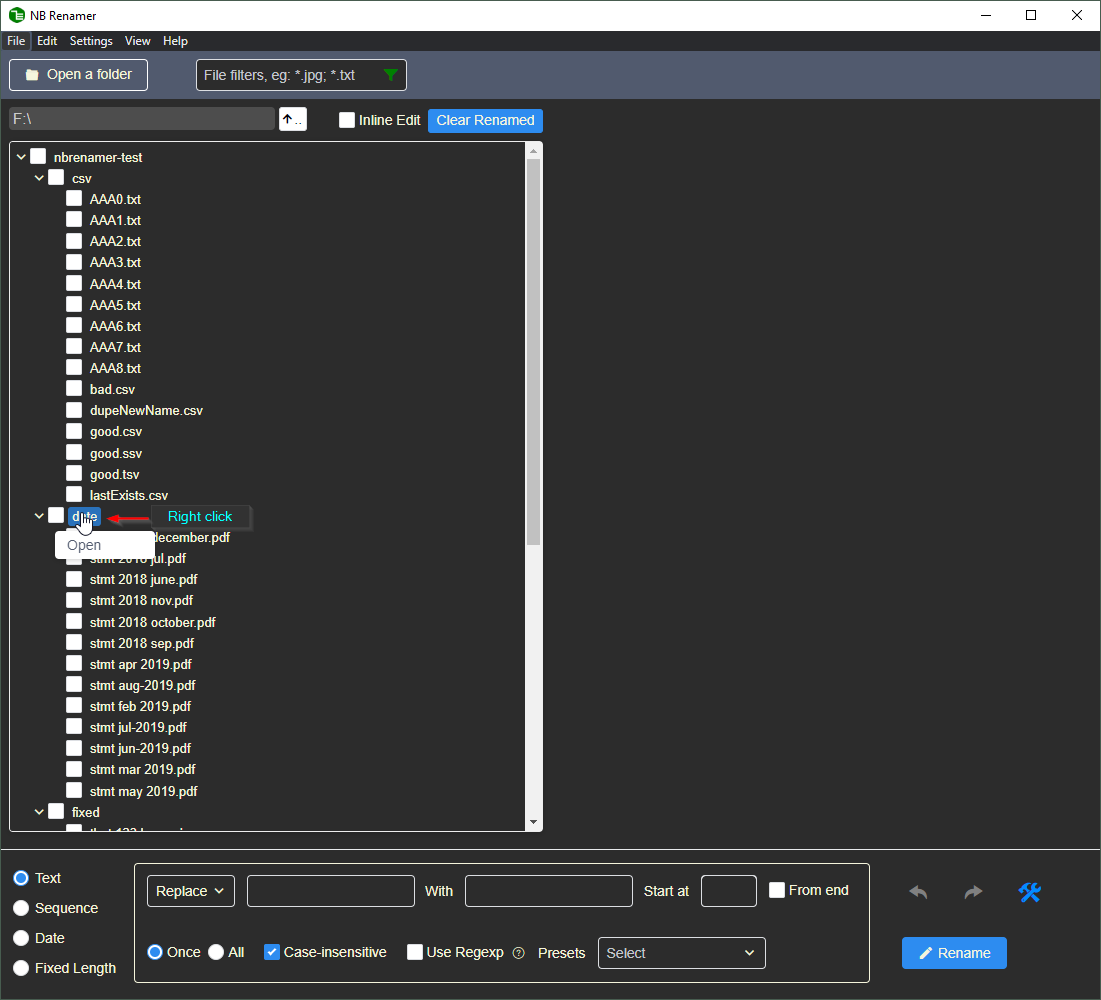 NB Renamer
File Edit Settings View Help
Open a folder File filters, eg: *.jpg; *.txt
F:\ .. Inline Edit Clear Renamed
nbrenamer-test
csv
AAA0.txt
AAA1.txt
AAA2.txt
AAA3.txt
AAA4.txt
AAA5.txt
AAA6.txt
AAA7.txt
AAA8.txt
bad.csv
dupeNewName.csv
good.csv
good.ssv
good.tsv
lastExists.csv
date Right click
december.pdf
Open
stmt 2018 jul.pdf
stmt 2018 june.pdf
stmt 2018 nov.pdf
stmt 2018 october.pdf
stmt 2018 sep.pdf
stmt apr 2019.pdf
stmt aug-2019.pdf
stmt feb 2019.pdf
stmt jul-2019.pdf
stmt jun-2019.pdf
stmt mar 2019.pdf
stmt may 2019.pdf
fixed
Text
Sequence
Date
Fixed Length
Replace With Start at From end
Once All Case-insensitive Use Regexp ? Presets Select
Rename